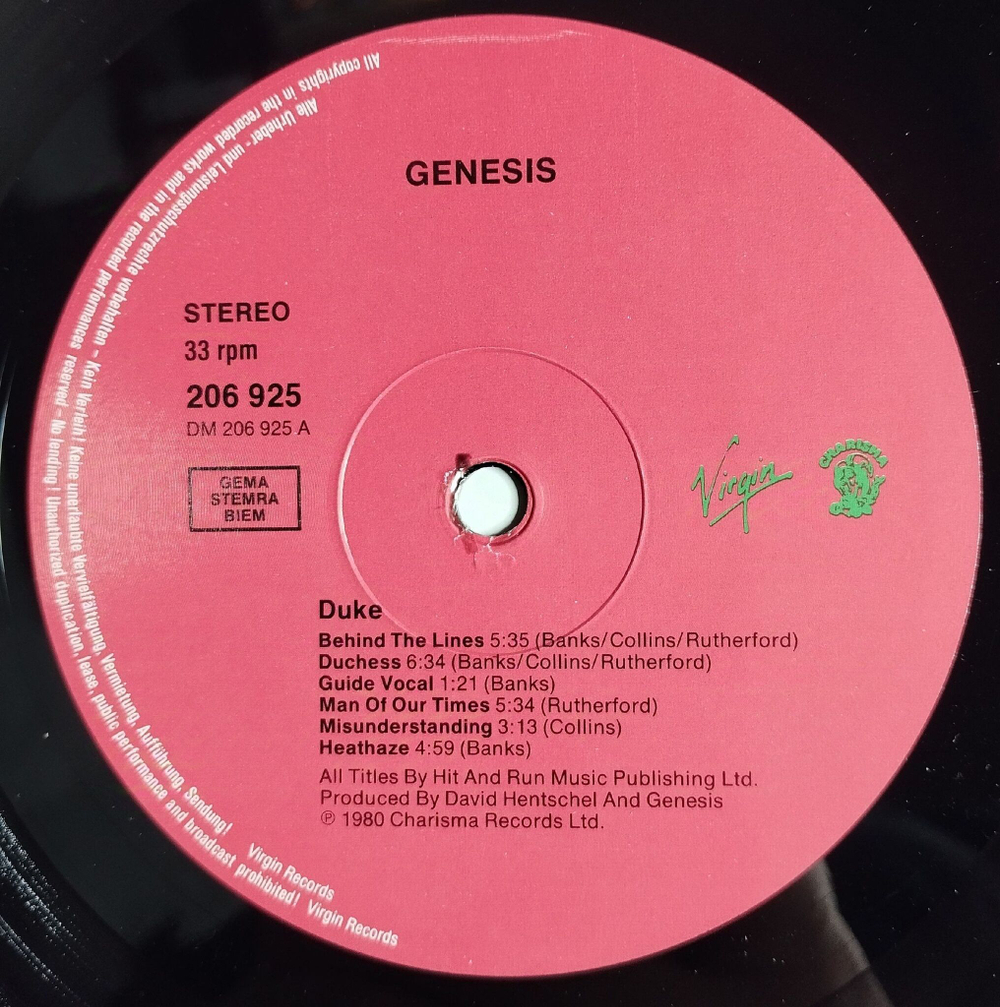 GENESIS
STEREO
33 rpm
206 925
DM 206 925 A
GEMA
STEMRA
BIEM
Virgin
CHARISMA
Duke
Behind The Lines 5:35 (Banks/Collins/Rutherford)
Duchess 6:34 (Banks/Collins/Rutherford)
Guide Vocal 1:21 (Banks)
Man Of Our Times 5:34 (Rutherford)
Misunderstanding 3:13 (Collins)
Heathaze 4:59 (Banks)
All Titles By Hit And Run Music Publishing Ltd.
Produced By David Hentschel And Genesis
℗ 1980 Charisma Records Ltd.
Alle Urheber- und Leistungsschutzrechte vorbehalten – Kein Verleih! Keine unerlaubte Vervielfältigung, Vermietung, Aufführung, Sendung! Virgin Records
All copyrights in the recorded works and in the recorded performances reserved – No lending! Unauthorized duplication, lease, public performance and broadcast prohibited! Virgin Records